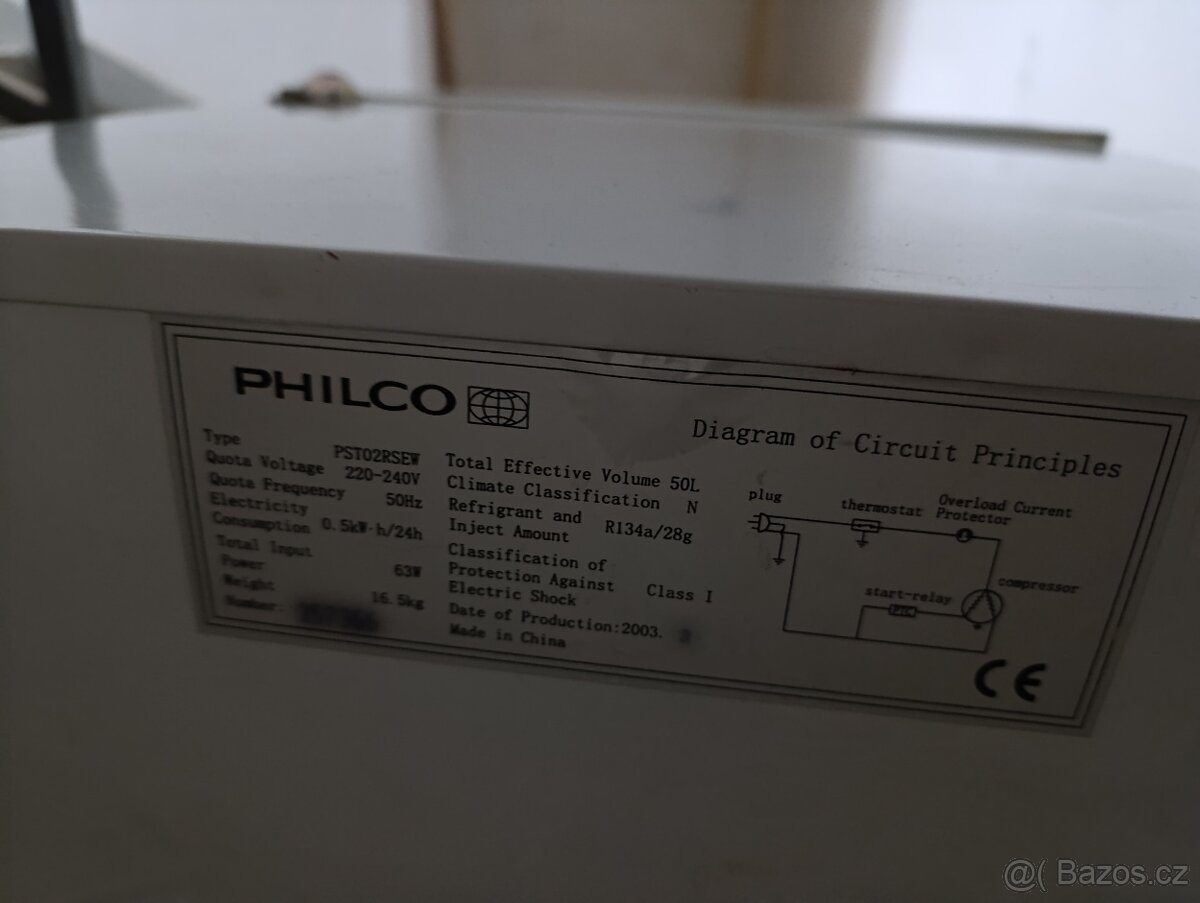 PHILCO
Type PST02RSEW
Quota Voltage 220-240V
Quota Frequency 50Hz
Electricity
Consumption 0.5kW·h/24h
Total Input
Power 63W
Weight 16.5kg
Number:
Total Effective Volume 50L
Climate Classification N
Refrigrant and
Inject Amount R134a/28g
Classification of
Protection Against Class I
Electric Shock
Date of Production:2003.
Made in China
Diagram of Circuit Principles
plug
thermostat
Overload Current
Protector
start-relay
PTC
compressor
CE
@( Bazos.cz